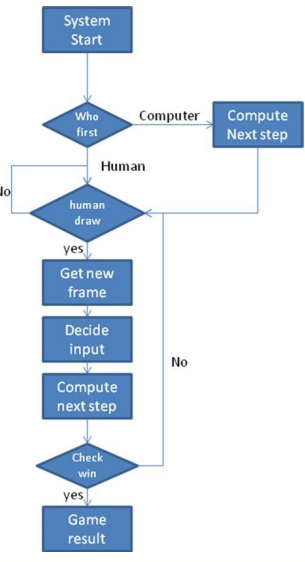 System
Start
Who
first
Computer
Compute
Next step
Human
No
human
draw
yes
Get new
frame
Decide
input
Compute
next step
No
Check
win
yes
Game
result